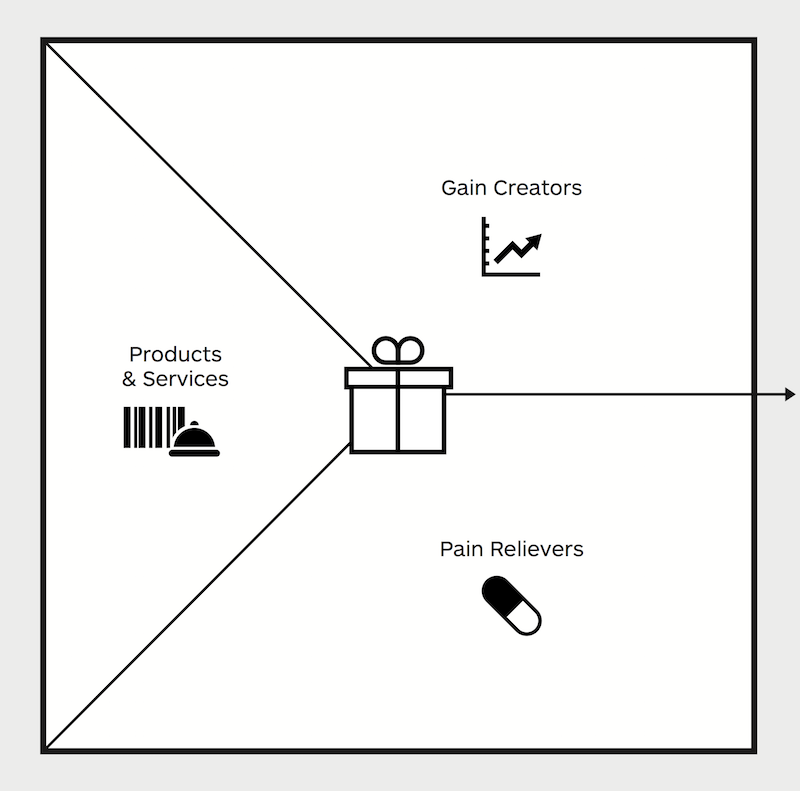 Gain Creators
Products
& Services
Pain Relievers